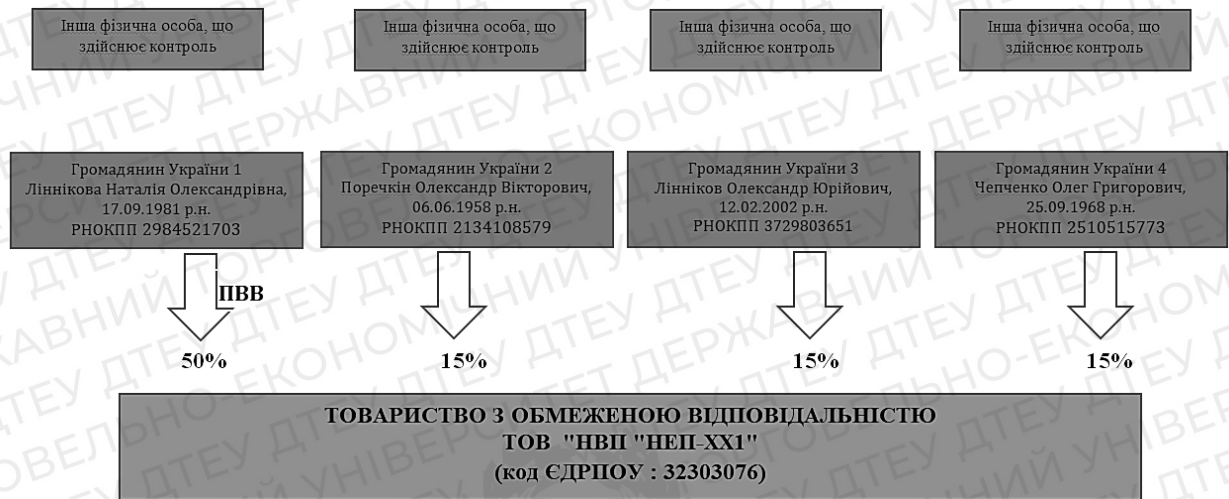 Інша фізична особа, що
здійснює контроль
Інша фізична особа, що
здійснює контроль
Інша фізична особа, що
здійснює контроль
Інша фізична особа, що
здійснює контроль
Громадянин України 1
Ліннікова Наталія Олександрівна,
17.09.1981 р.н.
РНОКПП 2984521703
Громадянин України 2
Поречкін Олександр Вікторович,
06.06.1958 р.н.
РНОКПП 2134108579
Громадянин України 3
Лінніков Олександр Юрійович,
12.02.2002 р.н.
РНОКПП 3729803651
Громадянин України 4
Чепченко Олег Григорович,
25.09.1968 р.н.
РНОКПП 2510515773
ПВВ
50%
15%
15%
15%
ТОВАРИСТВО З ОБМЕЖЕНОЮ ВІДПОВІДАЛЬНІСТЮ
ТОВ "НВП "НЕП-ХХ1"
(код ЄДРПОУ : 32303076)